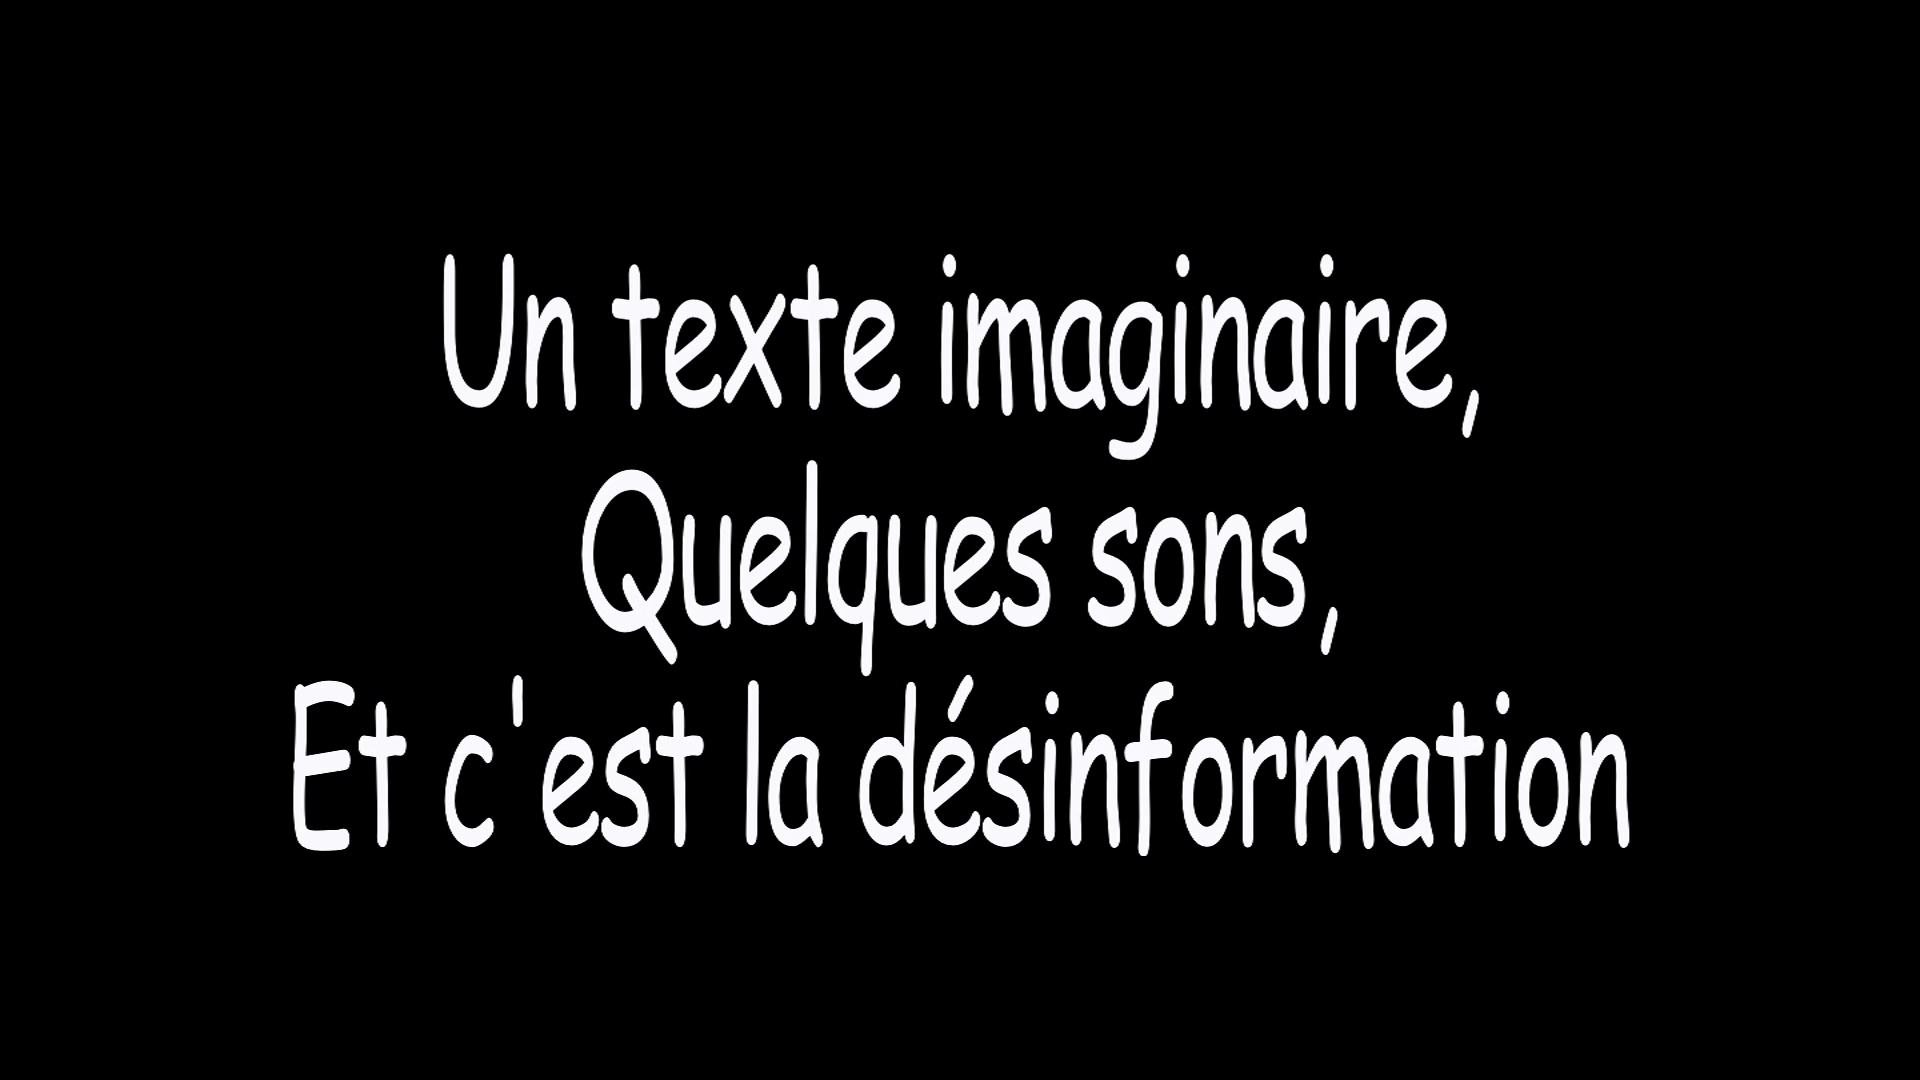 Un texte imaginaire,
Quelques sons,
Et c'est la désinformation